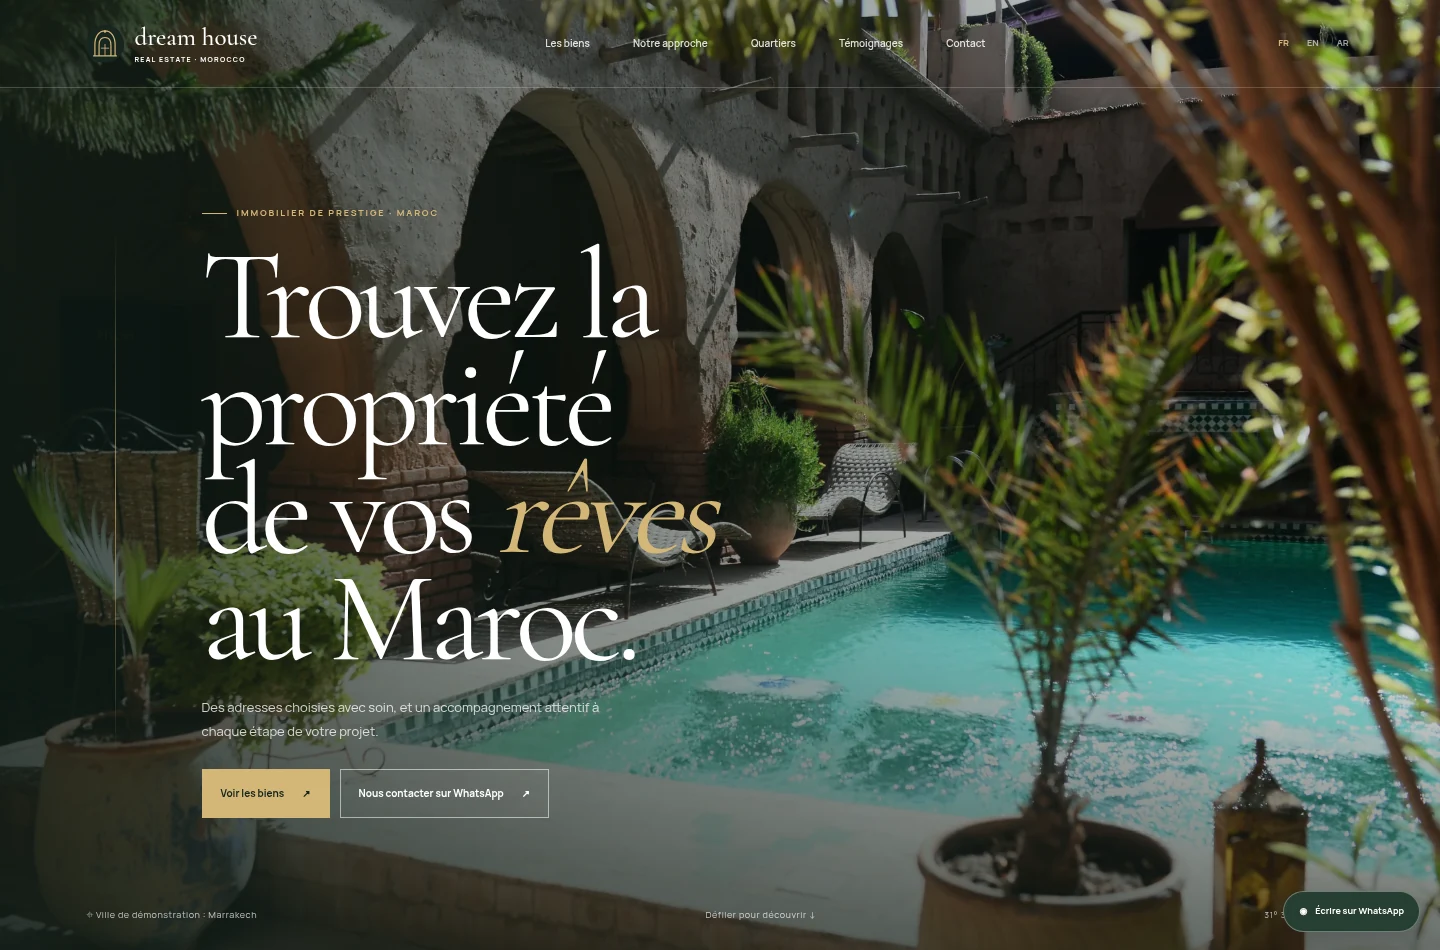 dream house
REAL ESTATE · MOROCCO
Les biens
Notre approche
Quartiers
Témoignages
Contact
FR
EN
AR
IMMOBILIER DE PRESTIGE · MAROC
Trouvez la
propriété
de vos rêves
au Maroc.
Des adresses choisies avec soin, et un accompagnement attentif à
chaque étape de votre projet.
Voir les biens ↗
Nous contacter sur WhatsApp ↗
Ville de démonstration : Marrakech
Défiler pour découvrir ↓
31°
Écrire sur WhatsApp